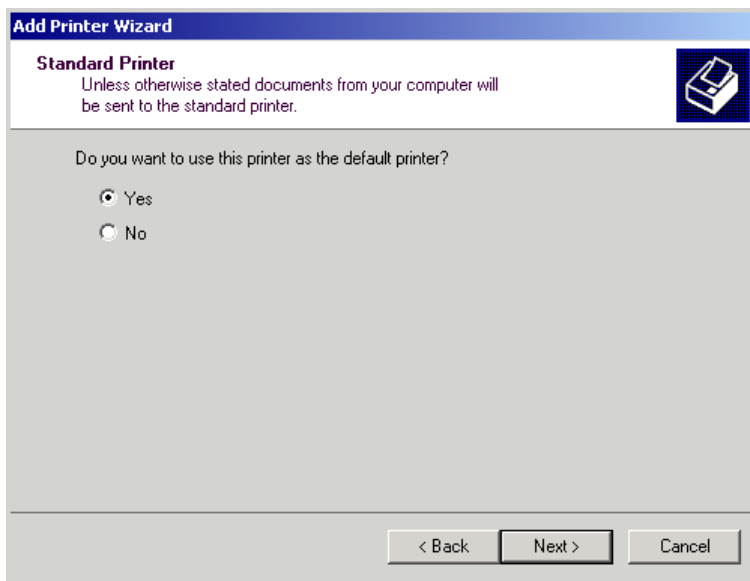 Add Printer Wizard
Standard Printer
Unless otherwise stated documents from your computer will
be sent to the standard printer.
Do you want to use this printer as the default printer?
Yes
No
< Back
Next >
Cancel